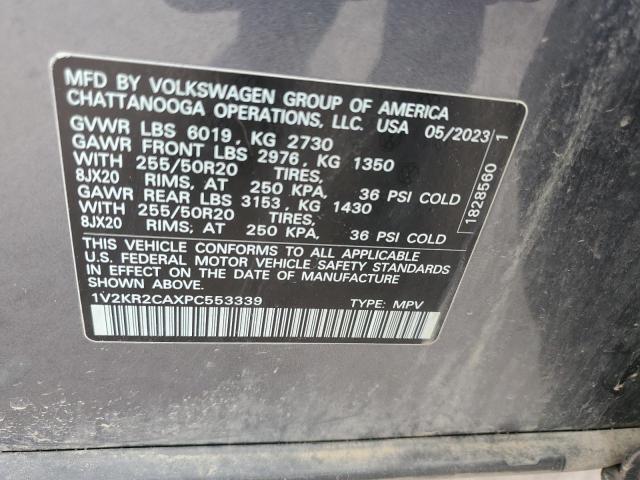 MFD BY VOLKSWAGEN GROUP OF AMERICA
CHATTANOOGA OPERATIONS, LLC. USA 05/2023
GVWR LBS 6019, KG 2730
GAWR FRONT LBS 2976, KG 1350
WITH 255/50R20 TIRES,
8JX20 RIMS, AT 250 KPA, 36 PSI COLD
GAWR REAR LBS 3153, KG 1430
WITH 255/50R20 TIRES,
8JX20 RIMS, AT 250 KPA, 36 PSI COLD
THIS VEHICLE CONFORMS TO ALL APPLICABLE
U.S. FEDERAL MOTOR VEHICLE SAFETY STANDARDS
IN EFFECT ON THE DATE OF MANUFACTURE
SHOWN ABOVE
1V2KR2CAXPC553339 TYPE: MPV
1828580 1